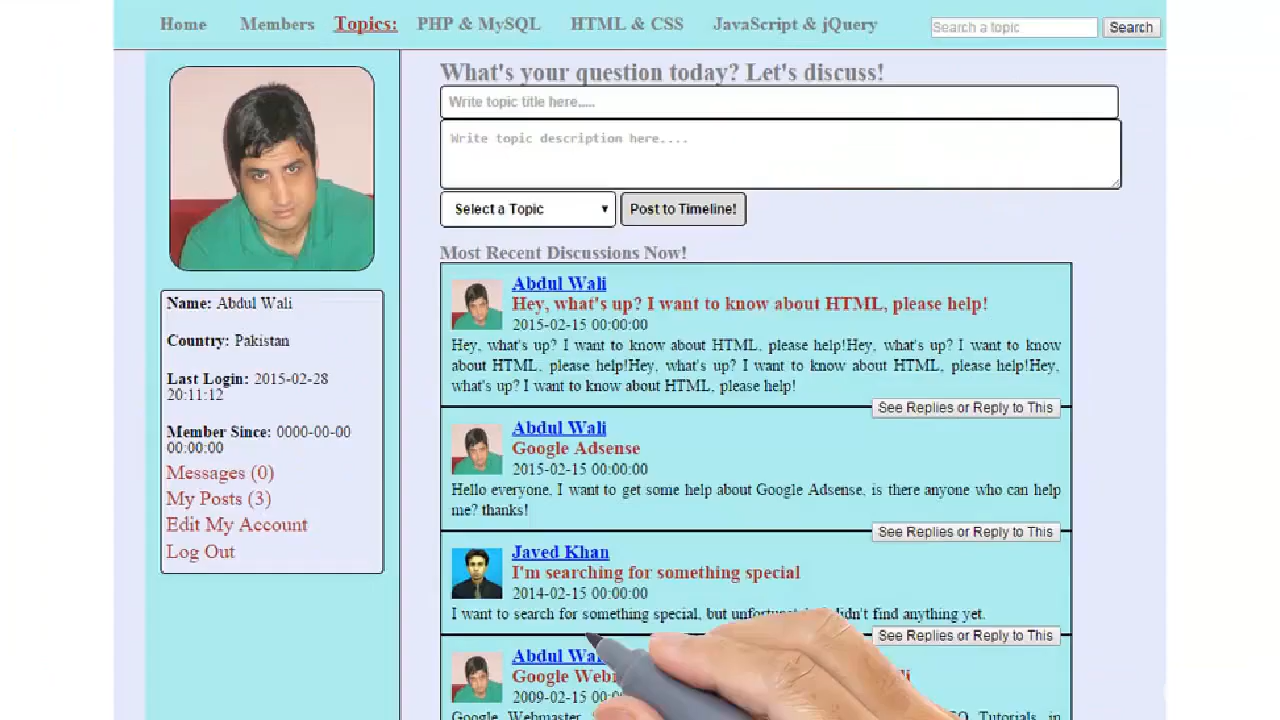 Home Members Topics: PHP & MySQL HTML & CSS JavaScript & jQuery Search a topic Search
Name: Abdul Wali
Country: Pakistan
Last Login: 2015-02-28
20:11:12
Member Since: 0000-00-00
00:00:00
Messages (0)
My Posts (3)
Edit My Account
Log Out
What's your question today? Let's discuss!
Write topic title here.....
Write topic description here....
Select a Topic Post to Timeline!
Most Recent Discussions Now!
Abdul Wali
Hey, what's up? I want to know about HTML, please help!
2015-02-15 00:00:00
Hey, what's up? I want to know about HTML, please help!Hey, what's up? I want to know
about HTML, please help!Hey, what's up? I want to know about HTML, please help!Hey,
what's up? I want to know about HTML, please help!
See Replies or Reply to This
Abdul Wali
Google Adsense
2015-02-15 00:00:00
Hello everyone, I want to get some help about Google Adsense, is there anyone who can help
me? thanks!
See Replies or Reply to This
Javed Khan
I'm searching for something special
2014-02-15 00:00:00
I want to search for something special, but find anything yet.
See Replies or Reply to This
Abdul
Google
2009-02-15
Google Webmaster Tutorials in